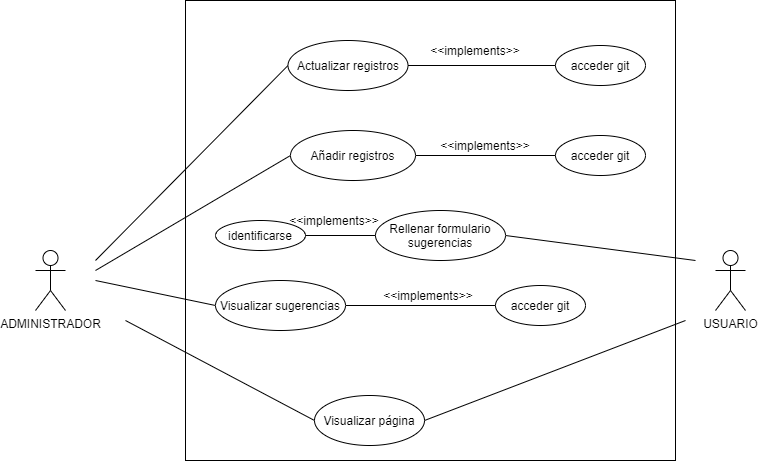 <<implements>>
Actualizar registros
acceder git
<<implements>>
Añadir registros
acceder git
<<implements>>
identificarse
Rellenar formulario
sugerencias
<<implements>>
Visualizar sugerencias
acceder git
ADMINISTRADOR
USUARIO
Visualizar página